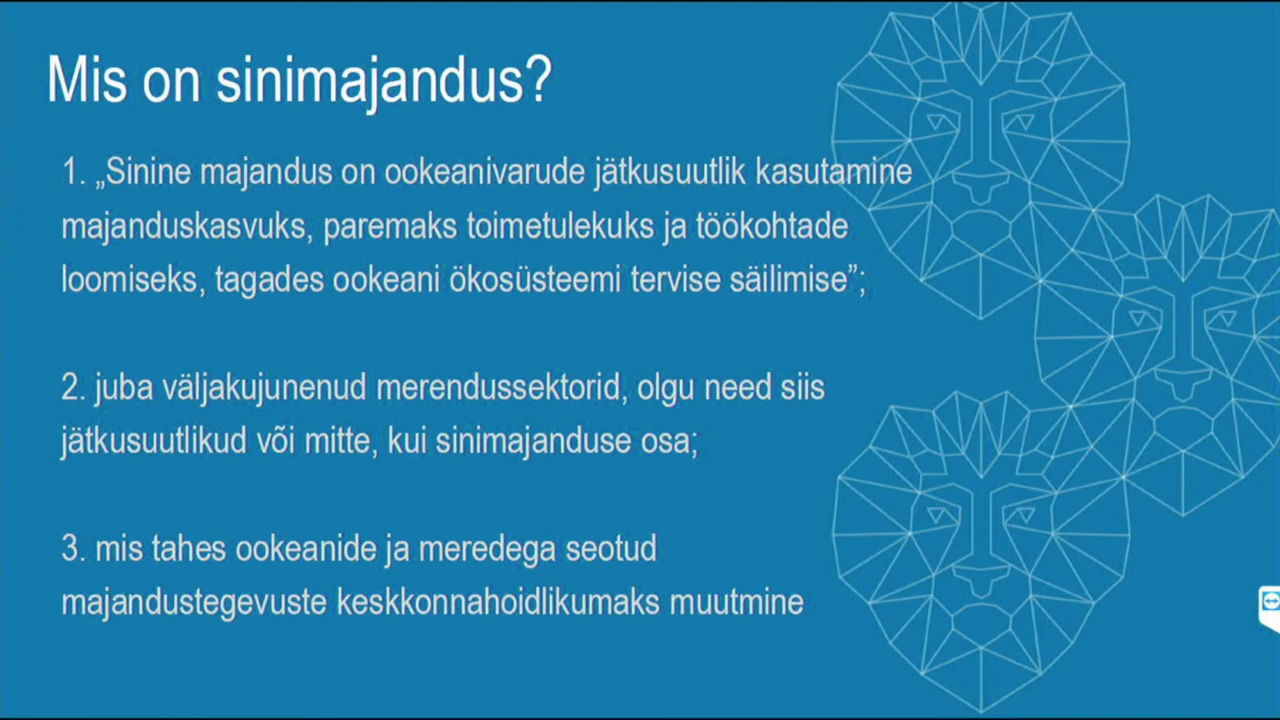 Mis on sinimajandus?
1. „Sinine majandus on ookeanivarude jätkusuutlik kasutamine
majanduskasvuks, paremaks toimetulekuks ja töökohtade
loomiseks, tagades ookeani ökosüsteemi tervise säilimise”;
2. juba väljakujunenud merendussektorid, olgu need siis
jätkusuutlikud või mitte, kui sinimajanduse osa;
3. mis tahes ookeanide ja meredega seotud
majandustegevuste keskkonnahoidlikumaks muutmine